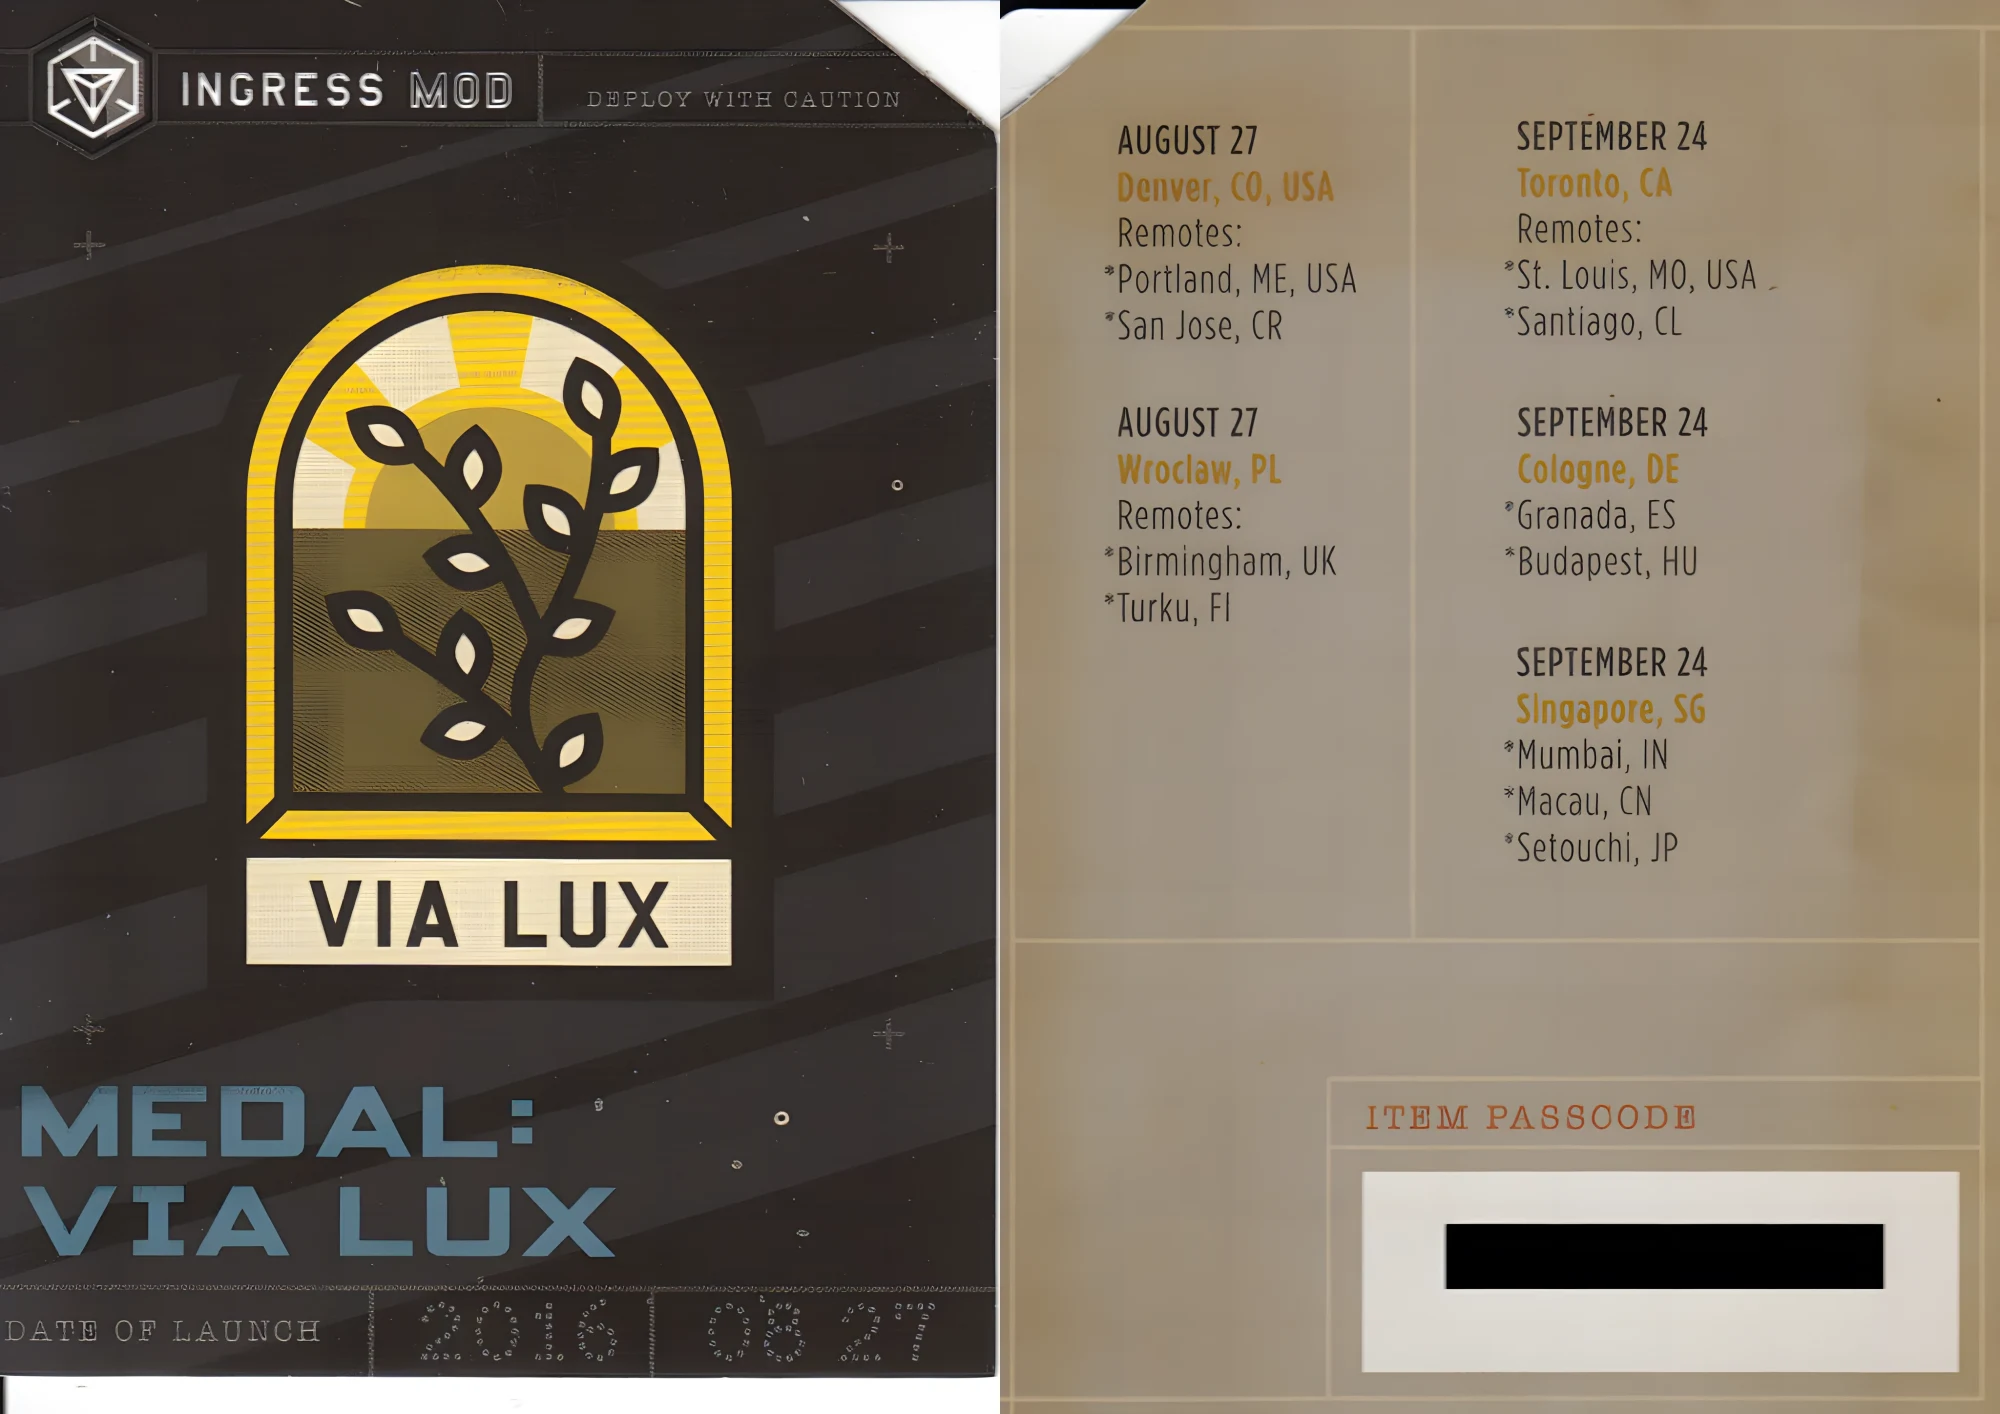 INGRESS MOD
DEPLOY WITH CAUTION
VIA LUX
MEDAL:
VIA LUX
DATE OF LAUNCH 2016 08 27
AUGUST 27
Denver, CO, USA
Remotes:
*Portland, ME, USA
*San Jose, CR
AUGUST 27
Wroclaw, PL
Remotes:
*Birmingham, UK
*Turku, FI
SEPTEMBER 24
Toronto, CA
Remotes:
*St. Louis, MO, USA
*Santiago, CL
SEPTEMBER 24
Cologne, DE
*Granada, ES
*Budapest, HU
SEPTEMBER 24
Singapore, SG
*Mumbai, IN
*Macau, CN
*Setouchi, JP
ITEM PASSCODE